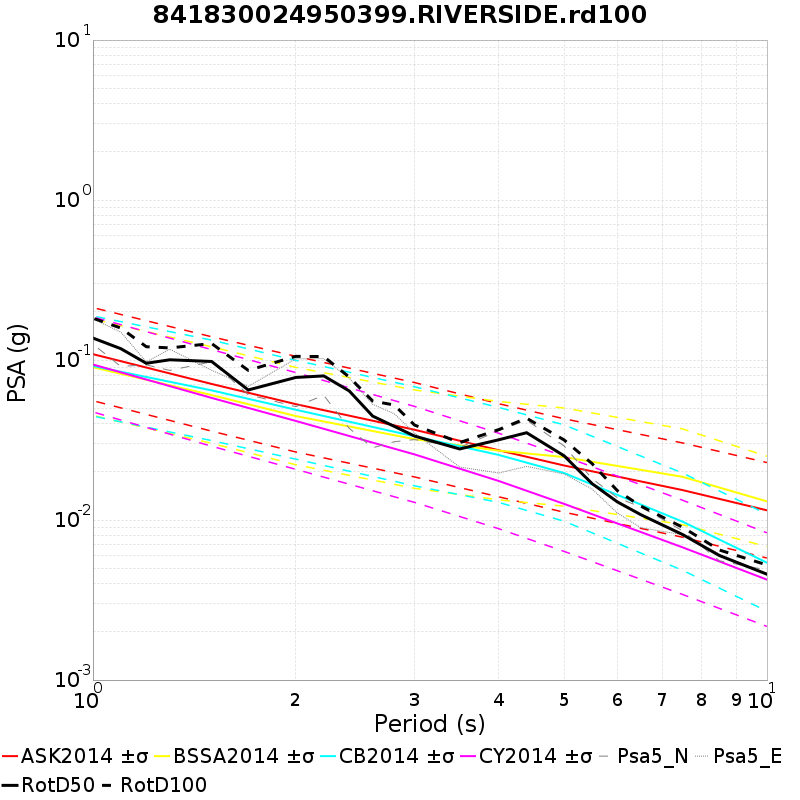 841830024950399.RIVERSIDE.rd100
10^1
10^0
10^-1
10^-2
10^-3
PSA (g)
10^0 2 3 4 5 6 7 8 9 10^1
Period (s)
ASK2014 ±σ BSSA2014 ±σ CB2014 ±σ CY2014 ±σ Psa5_N Psa5_E
RotD50 RotD100